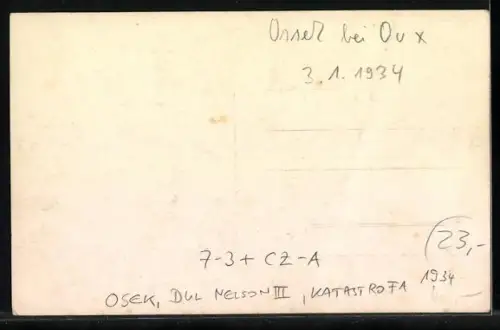 Ossek bei Dux
3.1.1934
23,-
7-3+ CZ-A
OSEK, DUL NELSON III, KATASTROFA 1934